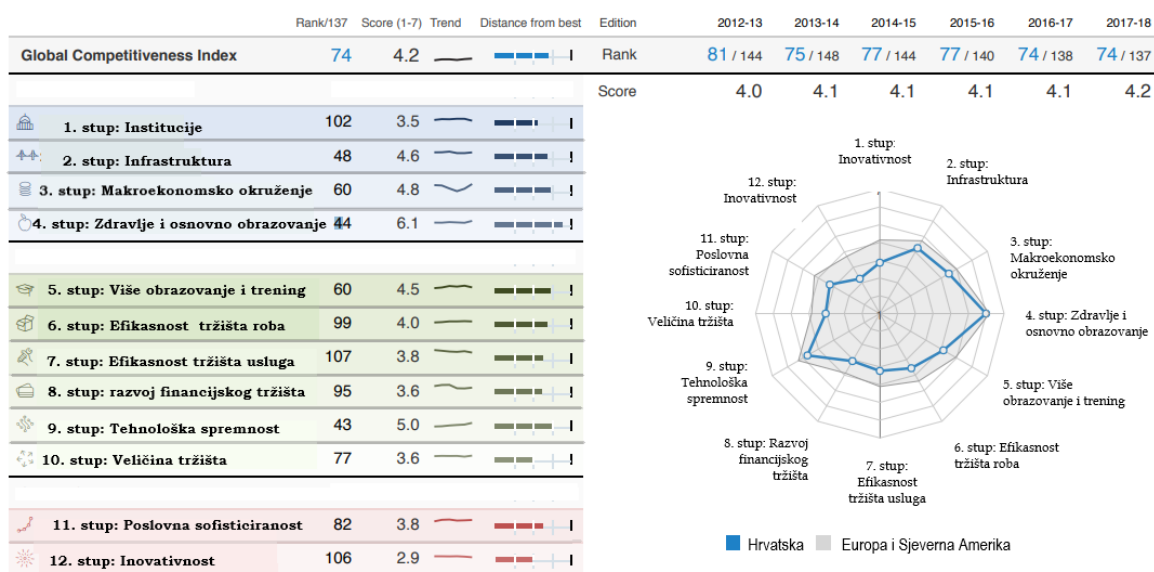 Rank/137 Score (1-7) Trend Distance from best
Global Competitiveness Index 74 4.2
1. stup: Institucije 102 3.5
2. stup: Infrastruktura 48 4.6
3. stup: Makroekonomsko okruženje 60 4.8
4. stup: Zdravlje i osnovno obrazovanje 44 6.1
5. stup: Više obrazovanje i trening 60 4.5
6. stup: Efikasnost tržišta roba 99 4.0
7. stup: Efikasnost tržišta usluga 107 3.8
8. stup: razvoj financijskog tržišta 95 3.6
9. stup: Tehnološka spremnost 43 5.0
10. stup: Veličina tržišta 77 3.6
11. stup: Poslovna sofisticiranost 82 3.8
12. stup: Inovativnost 106 2.9
Edition 2012-13 2013-14 2014-15 2015-16 2016-17 2017-18
Rank 81 / 144 75 / 148 77 / 144 77 / 140 74 / 138 74 / 137
Score 4.0 4.1 4.1 4.1 4.1 4.2
1. stup:
Inovativnost
2. stup:
Infrastruktura
3. stup:
Makroekonomsko
okruženje
4. stup: Zdravlje i
osnovno obrazovanje
5. stup: Više
obrazovanje i trening
6. stup: Efikasnost
tržišta roba
7. stup:
Efikasnost
tržišta usluga
8. stup: Razvoj
financijskog
tržišta
9. stup:
Tehnološka
spremnost
10. stup:
Veličina tržišta
11. stup:
Poslovna
sofisticiranost
12. stup:
Inovativnost
1
Hrvatska Europa i Sjeverna Amerika